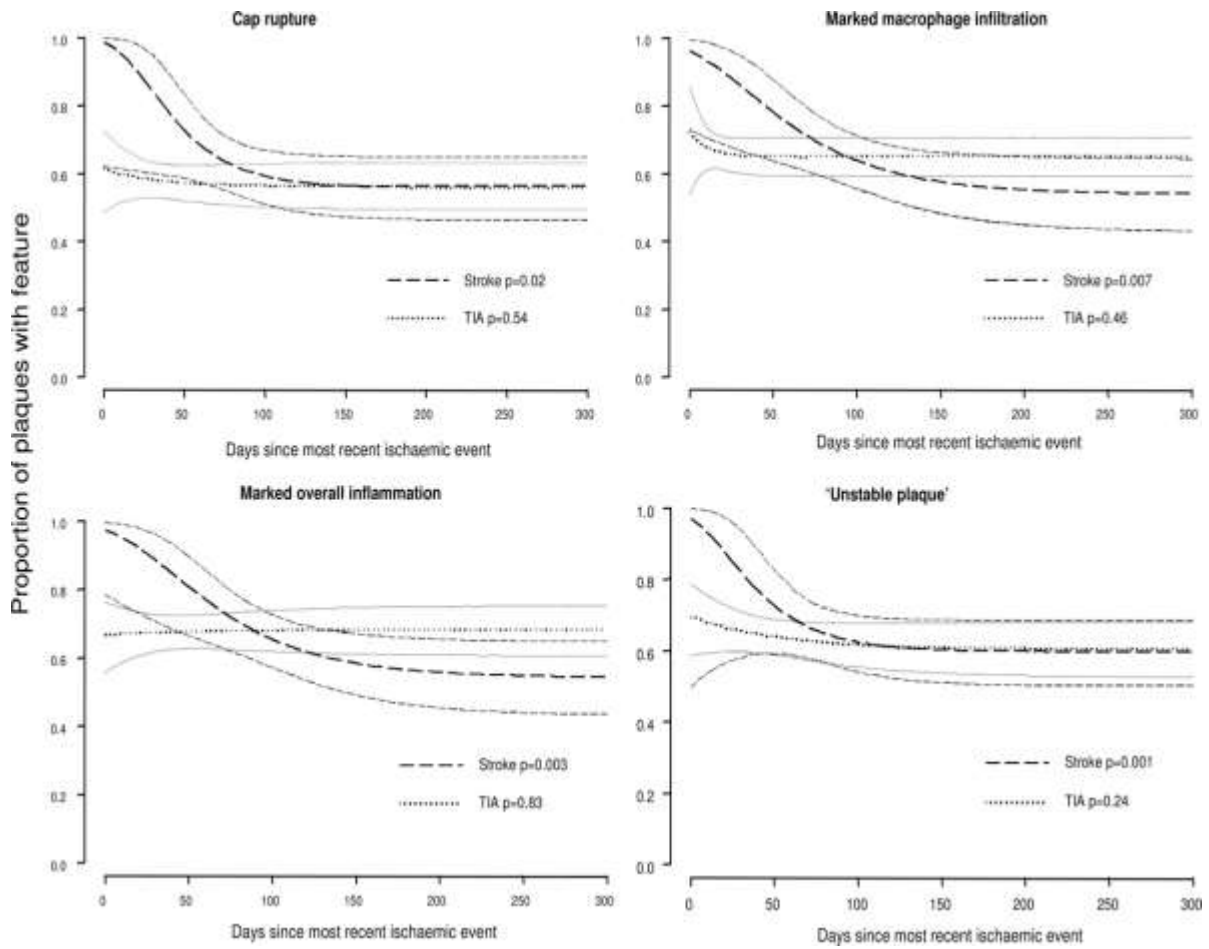 Proportion of plaques with feature
Cap rupture
1.0
0.8
0.6
0.4
0.2
0.0
Stroke p=0.02
TIA p=0.54
0 50 100 150 200 250 300
Days since most recent ischaemic event
Marked macrophage infiltration
1.0
0.8
0.6
0.4
0.2
0.0
Stroke p=0.007
TIA p=0.46
0 50 100 150 200 250 300
Days since most recent ischaemic event
Marked overall inflammation
1.0
0.8
0.6
0.4
0.2
0.0
Stroke p=0.003
TIA p=0.83
0 50 100 150 200 250 300
Days since most recent ischaemic event
'Unstable plaque'
1.0
0.8
0.6
0.4
0.2
0.0
Stroke p=0.001
TIA p=0.24
0 50 100 150 200 250 300
Days since most recent ischaemic event